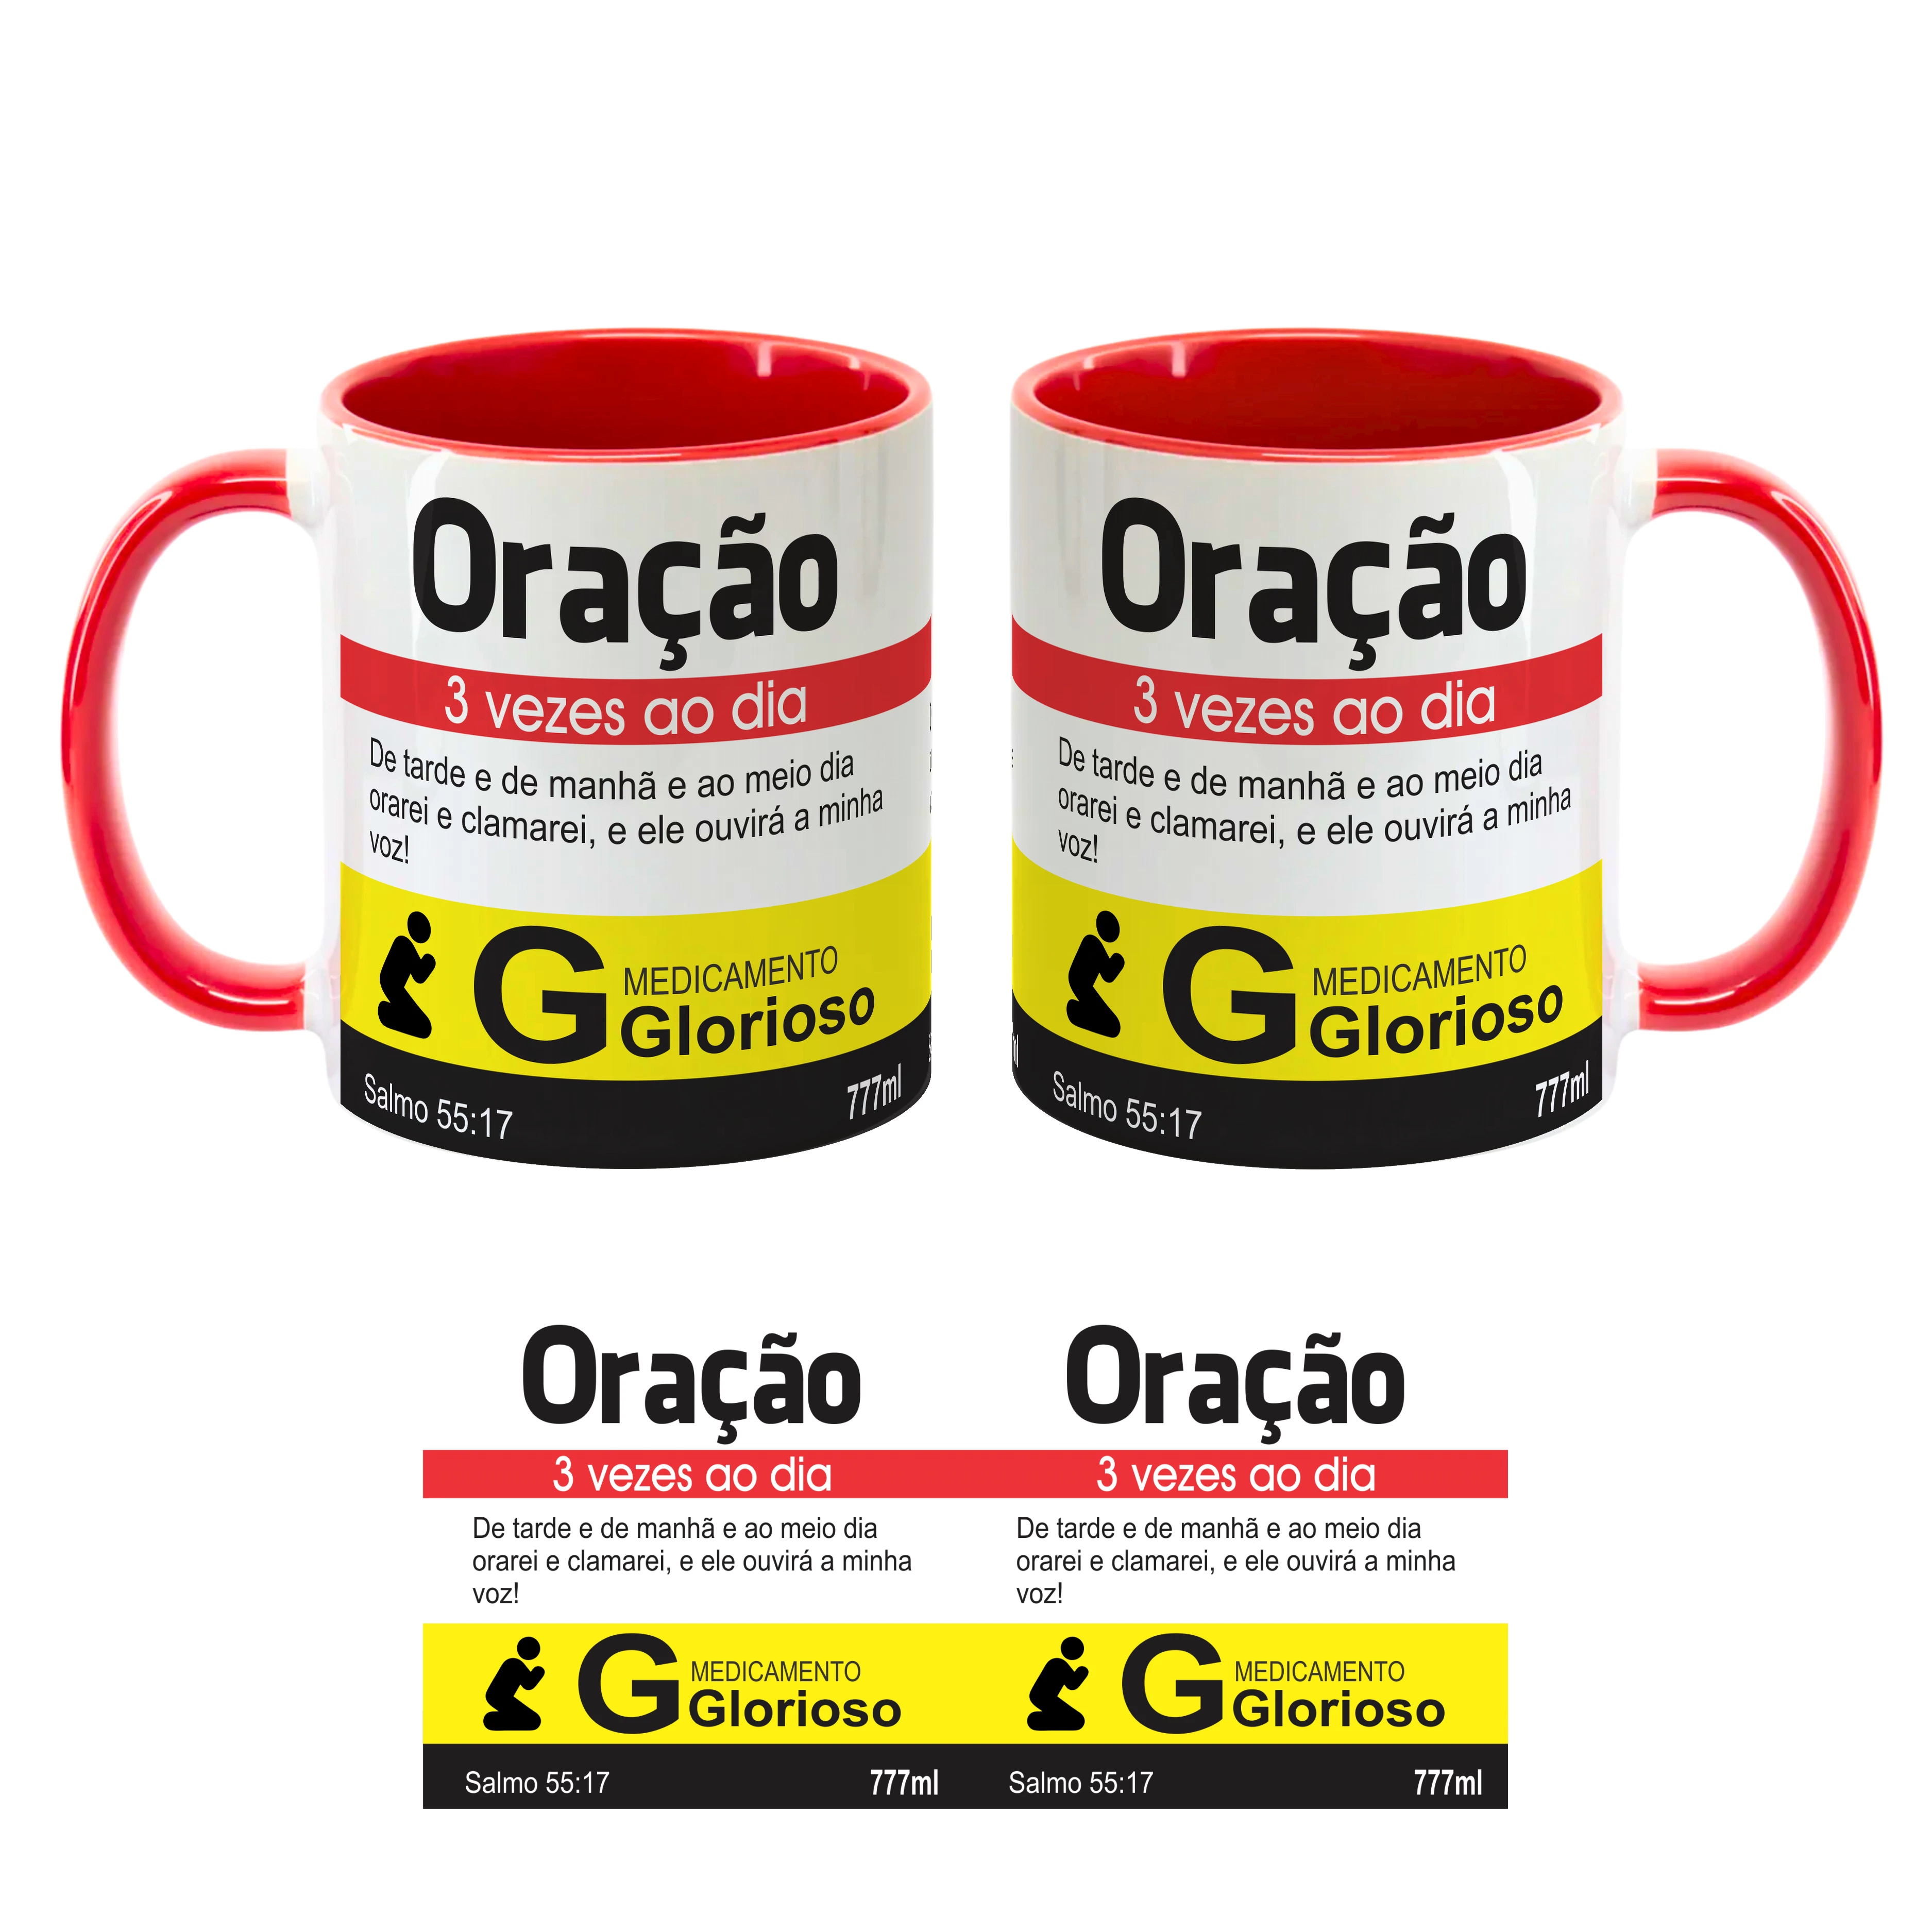 Oração
3 vezes ao dia
De tarde e de manhã e ao meio dia
orarei e clamarei, e ele ouvirá a minha
voz!
G MEDICAMENTO
Glorioso
Salmo 55:17 777ml
Oração
3 vezes ao dia
De tarde e de manhã e ao meio dia
orarei e clamarei, e ele ouvirá a minha
voz!
G MEDICAMENTO
Glorioso
Salmo 55:17 777ml
Oração
3 vezes ao dia
De tarde e de manhã e ao meio dia
orarei e clamarei, e ele ouvirá a minha
voz!
G MEDICAMENTO
Glorioso
Salmo 55:17 777ml
Oração
3 vezes ao dia
De tarde e de manhã e ao meio dia
orarei e clamarei, e ele ouvirá a minha
voz!
G MEDICAMENTO
Glorioso
Salmo 55:17 777ml